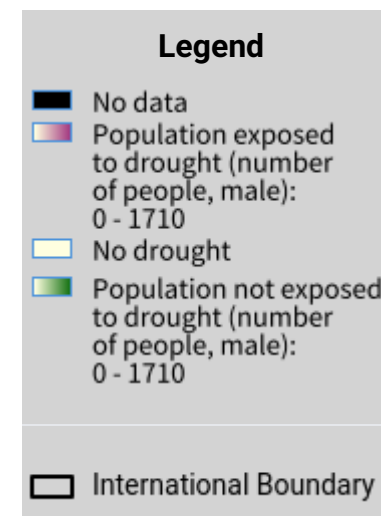 Legend
No data
Population exposed
to drought (number
of people, male):
0 - 1710
No drought
Population not exposed
to drought (number
of people, male):
0 - 1710
International Boundary